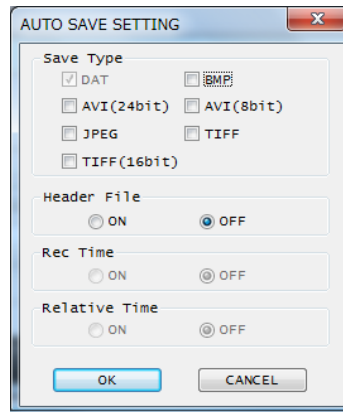 AUTO SAVE SETTING
Save Type
DAT BMP
AVI(24bit) AVI(8bit)
JPEG TIFF
TIFF(16bit)
Header File
ON OFF
Rec Time
ON OFF
Relative Time
ON OFF
OK CANCEL